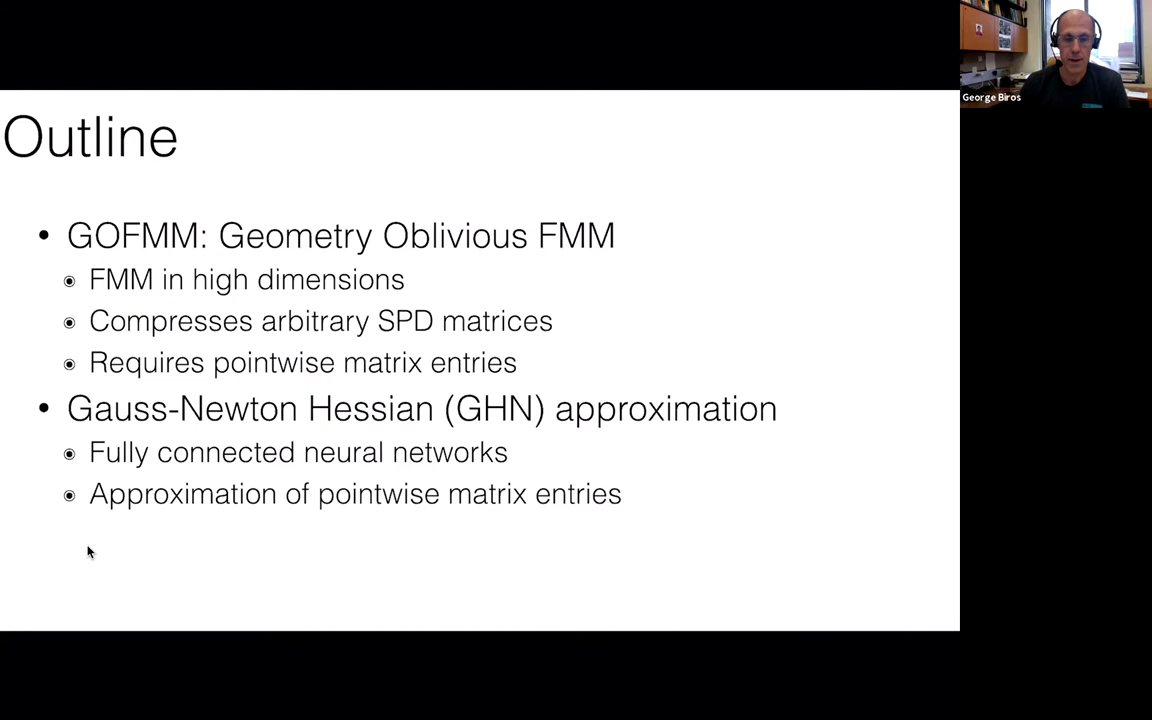 Outline
• GOFMM: Geometry Oblivious FMM
FMM in high dimensions
Compresses arbitrary SPD matrices
Requires pointwise matrix entries
• Gauss-Newton Hessian (GHN) approximation
Fully connected neural networks
Approximation of pointwise matrix entries
George Biros